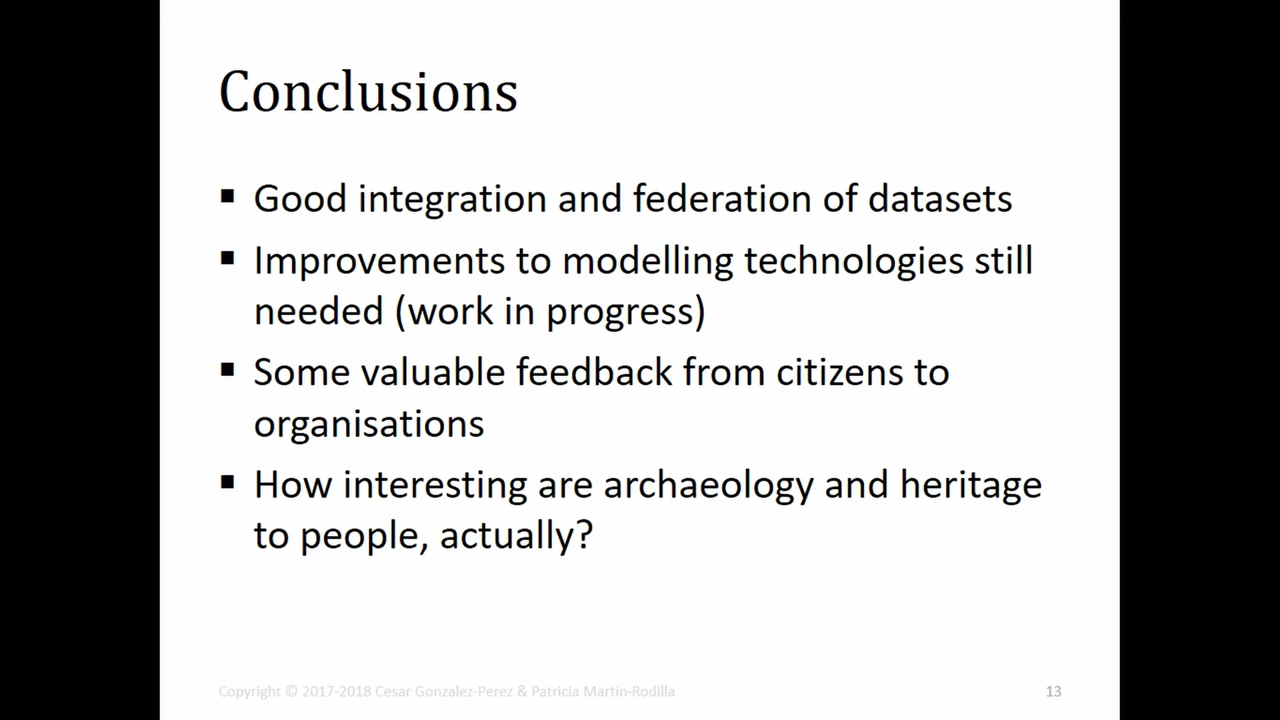 Conclusions
▪ Good integration and federation of datasets
▪ Improvements to modelling technologies still
needed (work in progress)
▪ Some valuable feedback from citizens to
organisations
▪ How interesting are archaeology and heritage
to people, actually?
Copyright © 2017-2018 Cesar Gonzalez-Perez & Patricia Martín-Rodilla
13